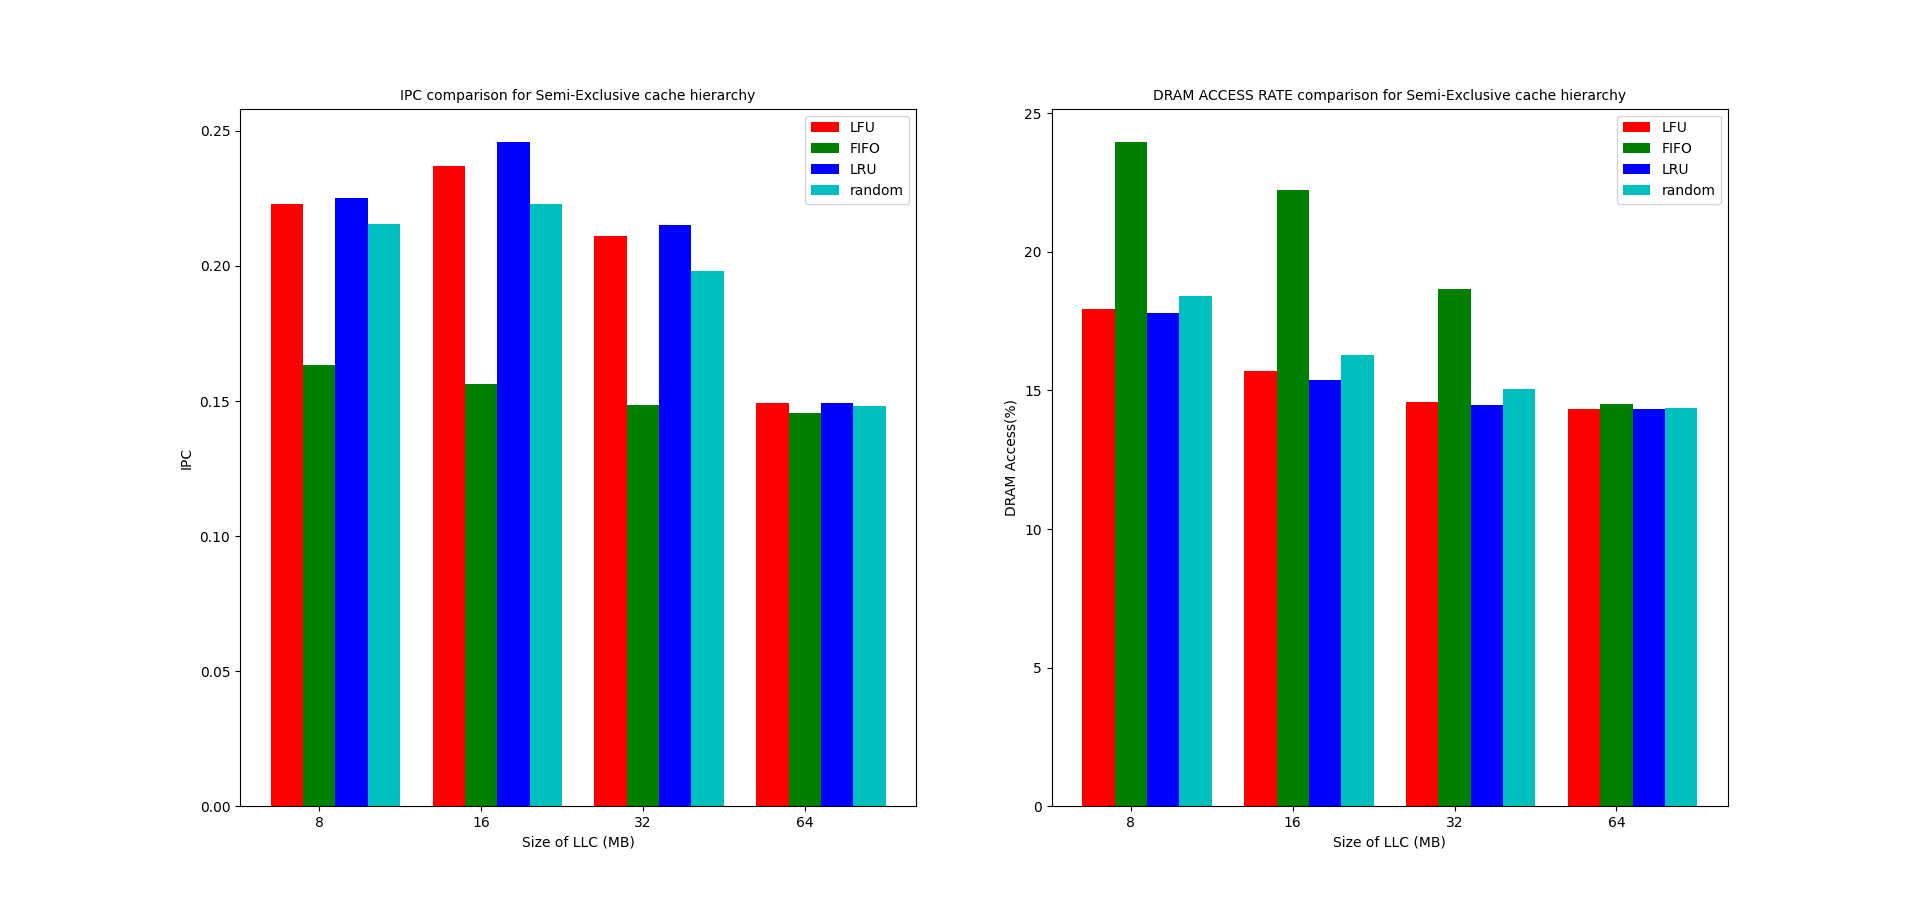 IPC comparison for Semi-Exclusive cache hierarchy
0.25
0.20
0.15
0.10
0.05
0.00
IPC
8
16
32
64
Size of LLC (MB)
LFU
FIFO
LRU
random
DRAM ACCESS RATE comparison for Semi-Exclusive cache hierarchy
25
20
15
10
5
0
DRAM Access(%)
8
16
32
64
Size of LLC (MB)
LFU
FIFO
LRU
random